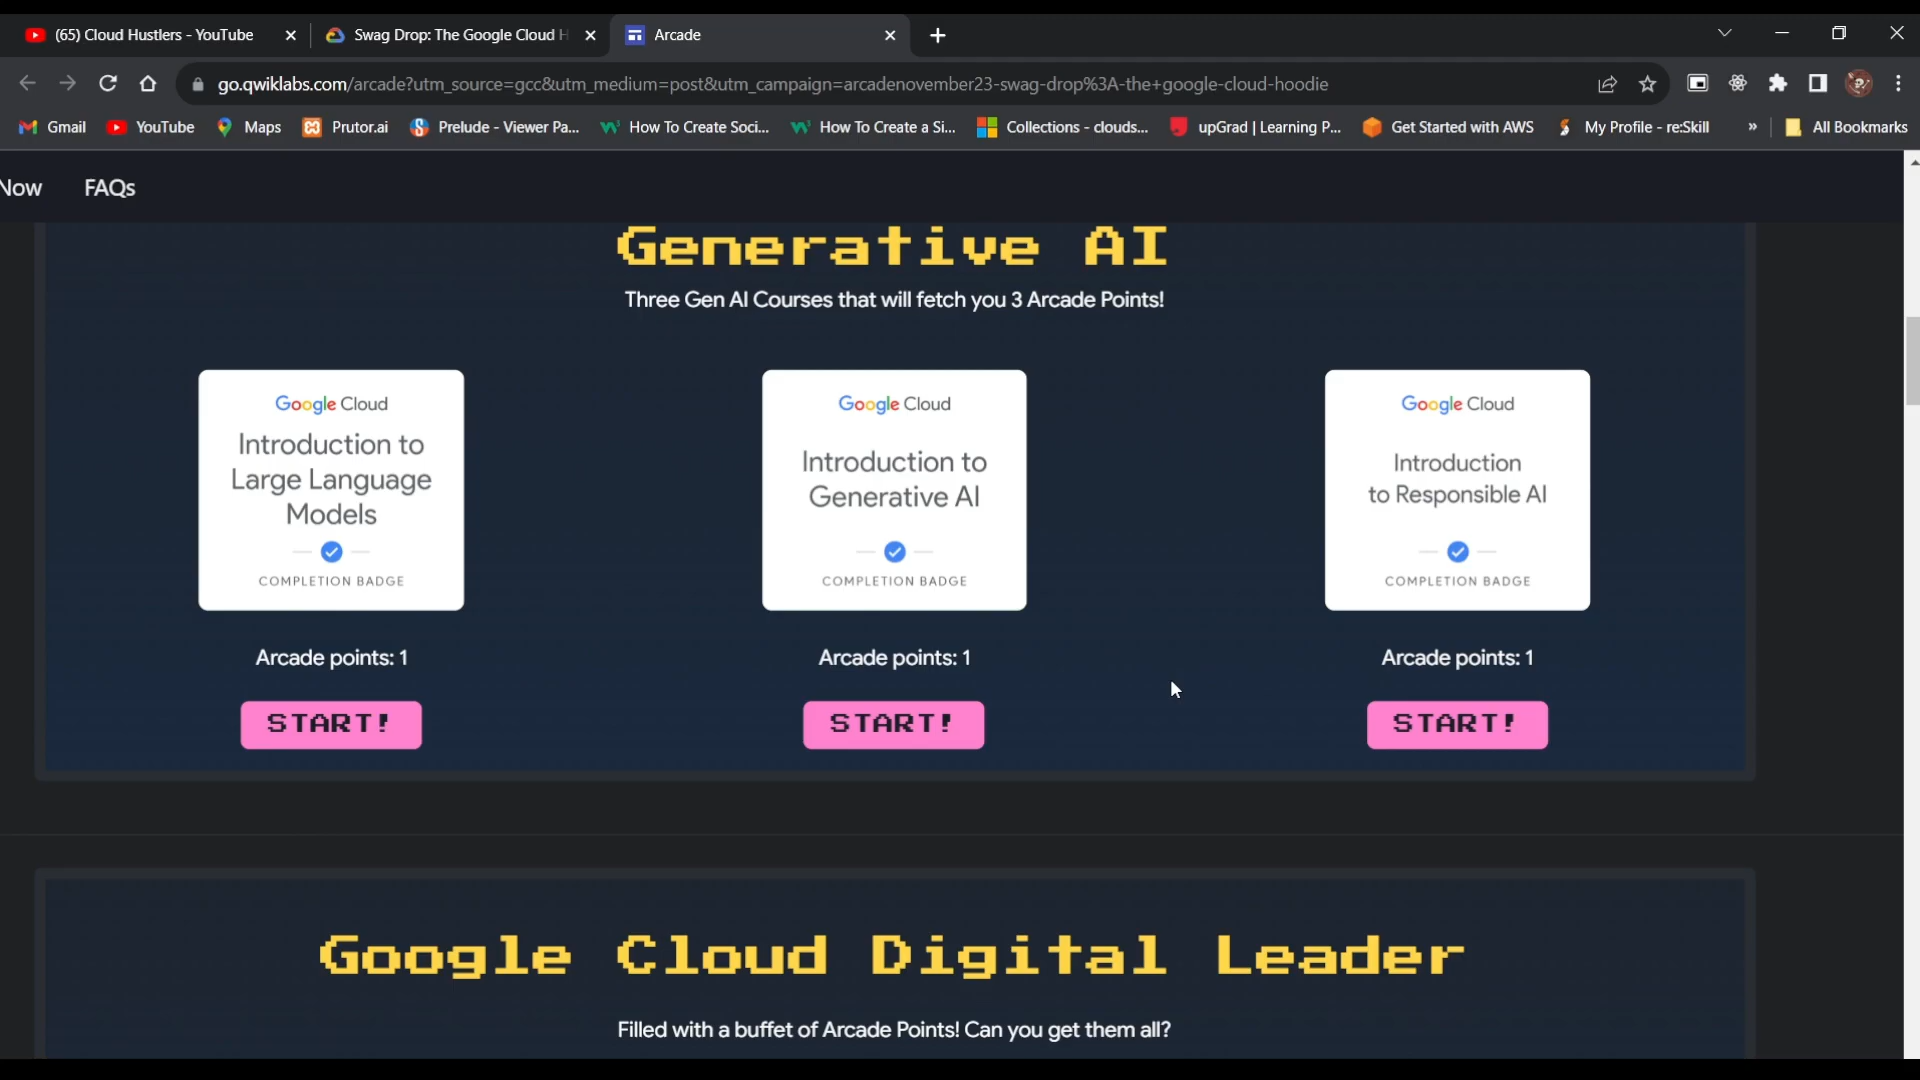 (65) Cloud Hustlers - YouTube
Swag Drop: The Google Cloud H
Arcade
go.qwiklabs.com/arcade?utm_source=gcc&utm_medium=post&utm_campaign=arcadenovember23-swag-drop%3A-the+google-cloud-hoodie
Gmail
YouTube
Maps
Prutor.ai
Prelude - Viewer Pa...
How To Create Soci...
How To Create a Si...
Collections - clouds...
upGrad | Learning P...
Get Started with AWS
My Profile - re:Skill
»
All Bookmarks
Now
FAQs
Generative AI
Three Gen AI Courses that will fetch you 3 Arcade Points!
Google Cloud
Introduction to
Large Language
Models
COMPLETION BADGE
Arcade points: 1
START!
Google Cloud
Introduction to
Generative AI
COMPLETION BADGE
Arcade points: 1
START!
Google Cloud
Introduction
to Responsible AI
COMPLETION BADGE
Arcade points: 1
START!
Google Cloud Digital Leader
Filled with a buffet of Arcade Points! Can you get them all?